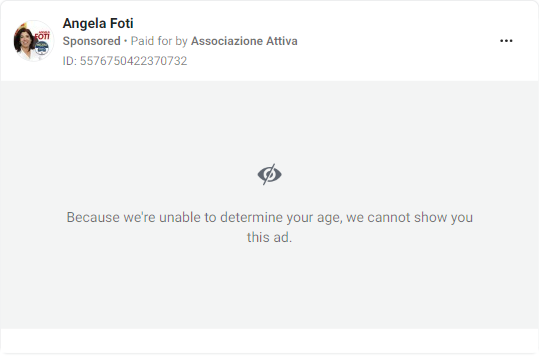 Angela Foti
Sponsored • Paid for by Associazione Attiva
ID: 5576750422370732
FOTI
Because we're unable to determine your age, we cannot show you
this ad.